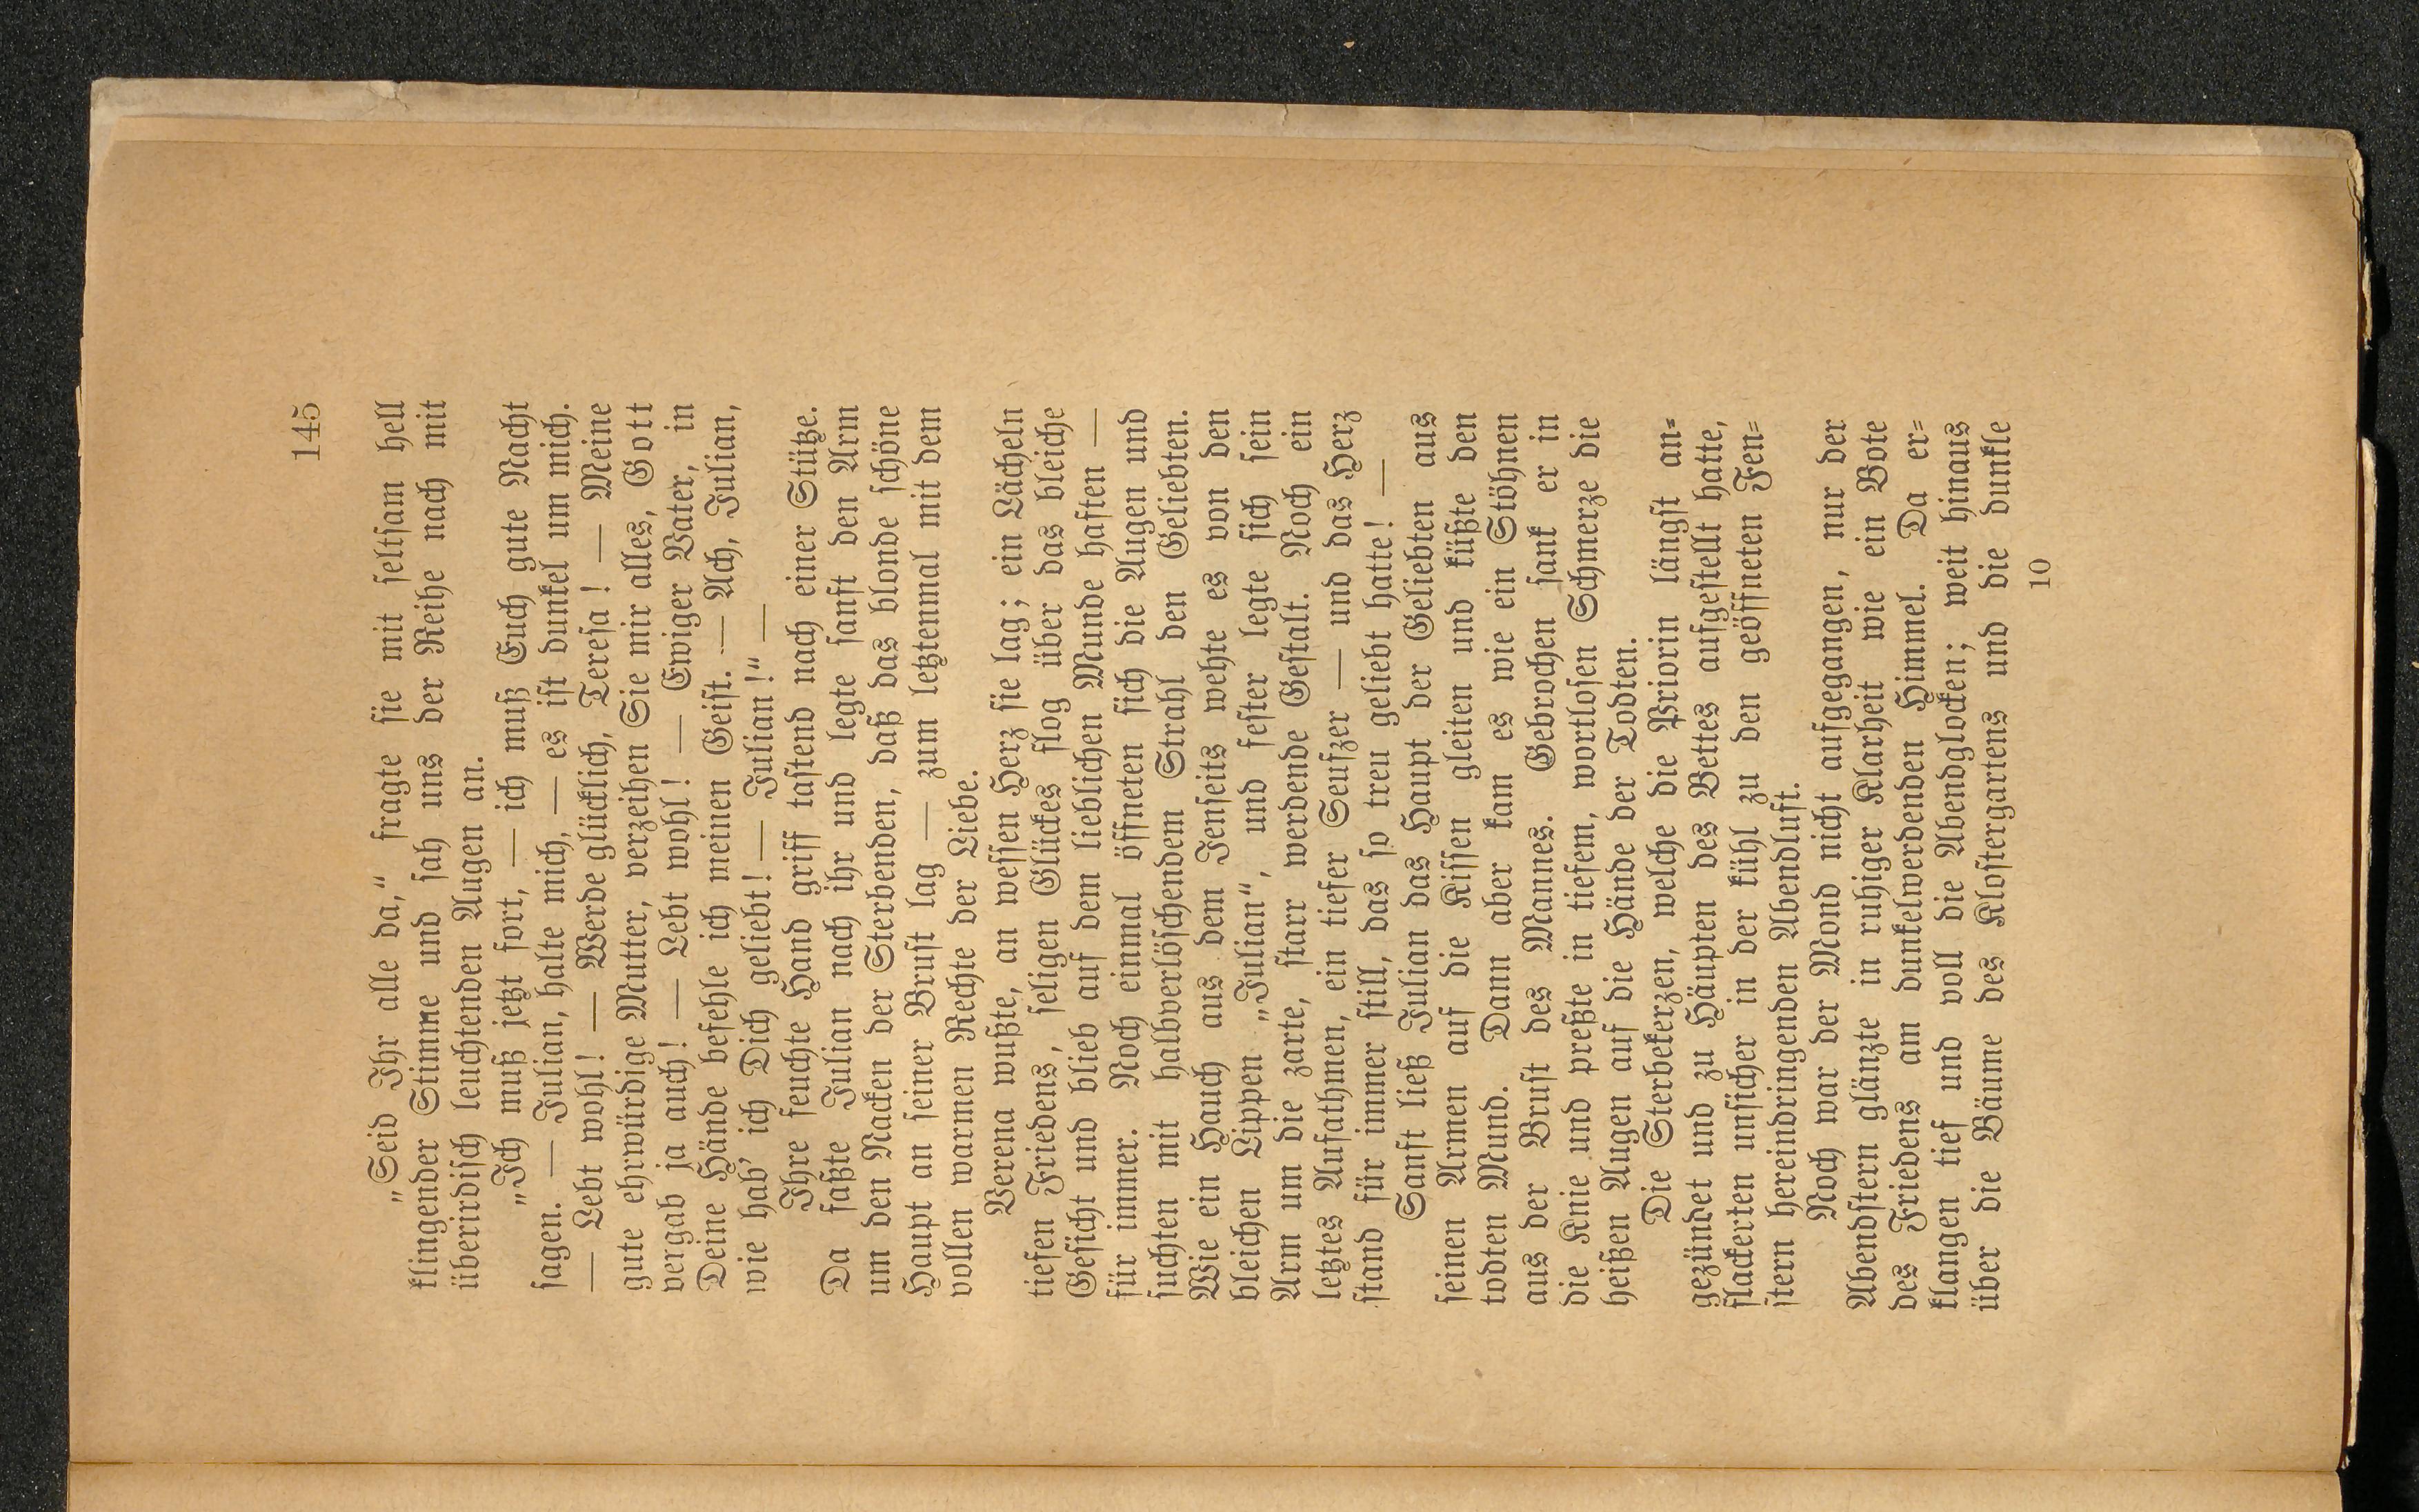 145
„Seid Ihr alle da,“ fragte sie mit seltsam hell
klingender Stimme und sah uns der Reihe nach mit
überirdisch leuchtenden Augen an.
„Ich muß jetzt fort, — ich muß Euch gute Nacht
sagen. — Julian, halte mich, — es ist dunkel um mich.
— Lebt wohl! — Werde glücklich, Teresa! — Meine
gute ehrwürdige Mutter, verzeihen Sie mir alles, Gott
vergab ja auch! — Lebt wohl! — Ewiger Vater, in
Deine Hände befehle ich meinen Geist. — Ach, Julian,
wie hab’ ich Dich geliebt! — Julian!“ —
Ihre feuchte Hand griff tastend nach einer Stütze.
Da faßte Julian nach ihr und legte sanft den Arm
um den Nacken der Sterbenden, daß das blonde schöne
Haupt an seiner Brust lag — zum letztenmal mit dem
vollen warmen Rechte der Liebe.
Verena wußte, an wessen Herz sie lag; ein Lächeln
tiefen Friedens, seligen Glückes flog über das bleiche
Gesicht und blieb auf dem lieblichen Munde haften —
für immer. Noch einmal öffneten sich die Augen und
suchten mit halbverlöschendem Strahl den Geliebten.
Wie ein Hauch aus dem Jenseits wehte es von den
bleichen Lippen „Julian“, und fester legte sich sein
Arm um die zarte, starr werdende Gestalt. Noch ein
letztes Aufathmen, ein tiefer Seufzer — und das Herz
stand für immer still, das so treu geliebt hatte! —
Sanft ließ Julian das Haupt der Geliebten aus
seinen Armen auf die Kissen gleiten und küßte den
todten Mund. Dann aber kam es wie ein Stöhnen
aus der Brust des Mannes. Gebrochen sank er in
die Knie und preßte in tiefem, wortlosen Schmerze die
heißen Augen auf die Hände der Todten.
Die Sterbekerzen, welche die Priorin längst an-
gezündet und zu Häupten des Bettes aufgestellt hatte,
flackerten unsicher in der kühl zu den geöffneten Fen-
stern hereindringenden Abendluft.
Noch war der Mond nicht aufgegangen, nur der
Abendstern glänzte in ruhiger Klarheit wie ein Bote
des Friedens am dunkelwerdenden Himmel. Da er-
klangen tief und voll die Abendglocken; weit hinaus
über die Bäume des Klostergartens und die dunkle
10